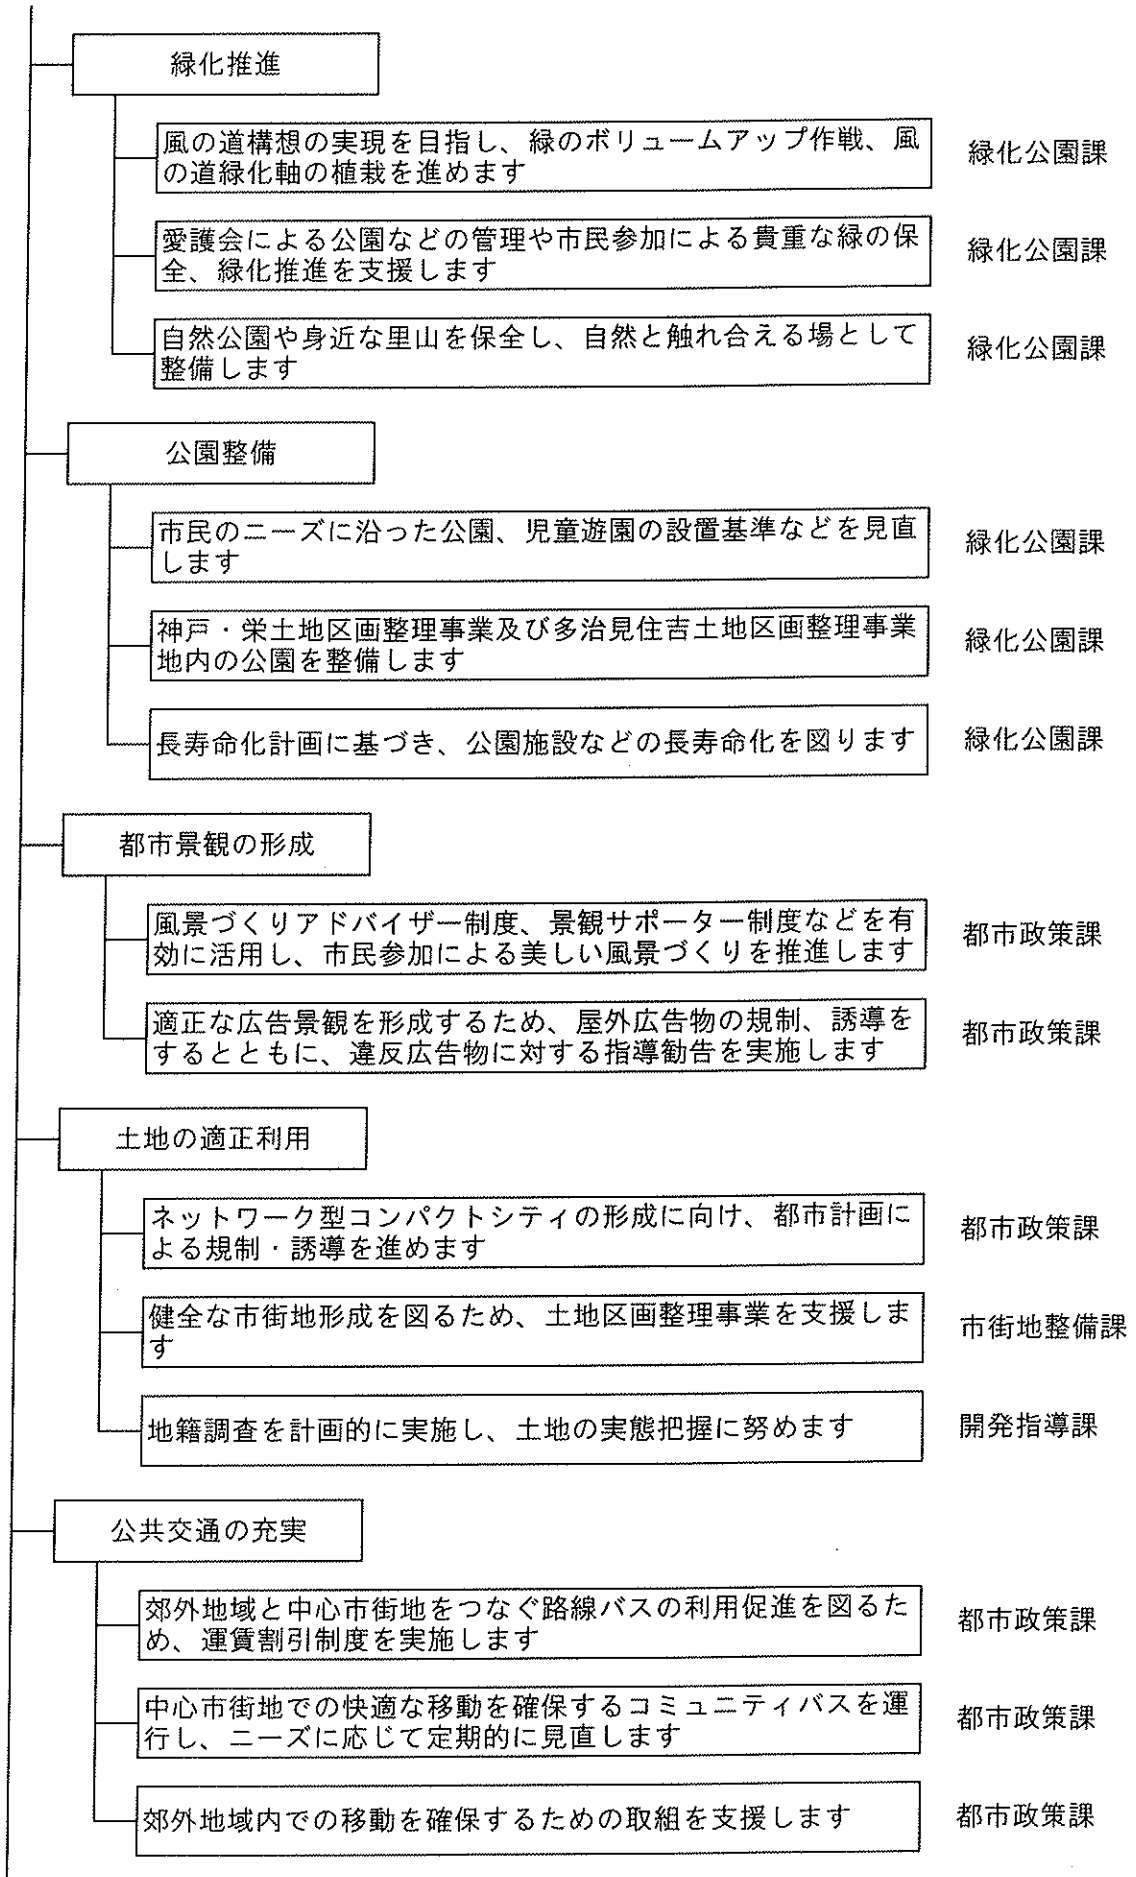 緑化推進
風の道構想の実現を目指し、緑のボリュームアップ作戦、風
の道緑化軸の植栽を進めます
緑化公園課
愛護会による公園などの管理や市民参加による貴重な緑の保
全、緑化推進を支援します
緑化公園課
自然公園や身近な里山を保全し、自然と触れ合える場として
整備します
緑化公園課
公園整備
市民のニーズに沿った公園、児童遊園の設置基準などを見直
します
緑化公園課
神戸・栄土地区画整理事業及び多治見住吉土地区画整理事業
地内の公園を整備します
緑化公園課
長寿命化計画に基づき、公園施設などの長寿命化を図ります
緑化公園課
都市景観の形成
風景づくりアドバイザー制度、景観サポーター制度などを有
効に活用し、市民参加による美しい風景づくりを推進します
都市政策課
適正な広告景観を形成するため、屋外広告物の規制、誘導を
するとともに、違反広告物に対する指導勧告を実施します
都市政策課
土地の適正利用
ネットワーク型コンパクトシティの形成に向け、都市計画に
よる規制・誘導を進めます
都市政策課
健全な市街地形成を図るため、土地区画整理事業を支援しま
す
市街地整備課
地籍調査を計画的に実施し、土地の実態把握に努めます
開発指導課
公共交通の充実
郊外地域と中心市街地をつなぐ路線バスの利用促進を図るた
め、運賃割引制度を実施します
都市政策課
中心市街地での快適な移動を確保するコミュニティバスを運
行し、ニーズに応じて定期的に見直します
都市政策課
郊外地域内での移動を確保するための取組を支援します
都市政策課